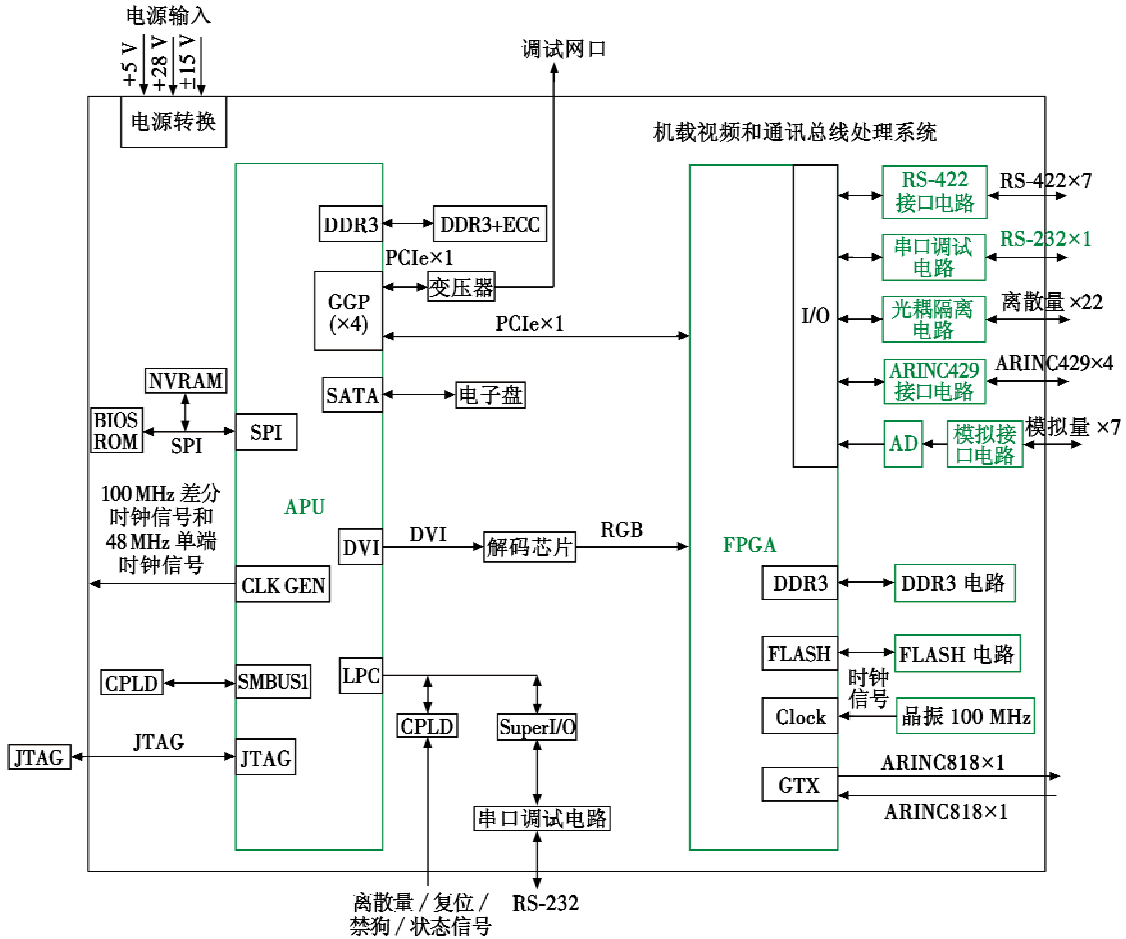 电源输入
+5 V
+28 V
±15 V
电源转换
调试网口
机载视频和通讯总线处理系统
DDR3
DDR3+ECC
PCIe×1
GGP
(×4)
变压器
PCIe×1
SATA
电子盘
NVRAM
BIOS
ROM
SPI
SPI
100 MHz 差分
时钟信号和
48 MHz 单端
时钟信号
APU
DVI
DVI
解码芯片
RGB
CLK GEN
LPC
CPLD
SMBUS1
CPLD
SuperI/O
JTAG
JTAG
JTAG
串口调试电路
离散量/复位/
禁狗/状态信号
RS-232
I/O
RS-422
接口电路
RS-422×7
串口调试
电路
RS-232×1
光耦隔离
电路
离散量×22
ARINC429
接口电路
ARINC429×4
AD
模拟接
口电路
模拟量×7
FPGA
DDR3
DDR3 电路
FLASH
FLASH 电路
时钟
信号
Clock
晶振 100 MHz
GTX
ARINC818×1
ARINC818×1